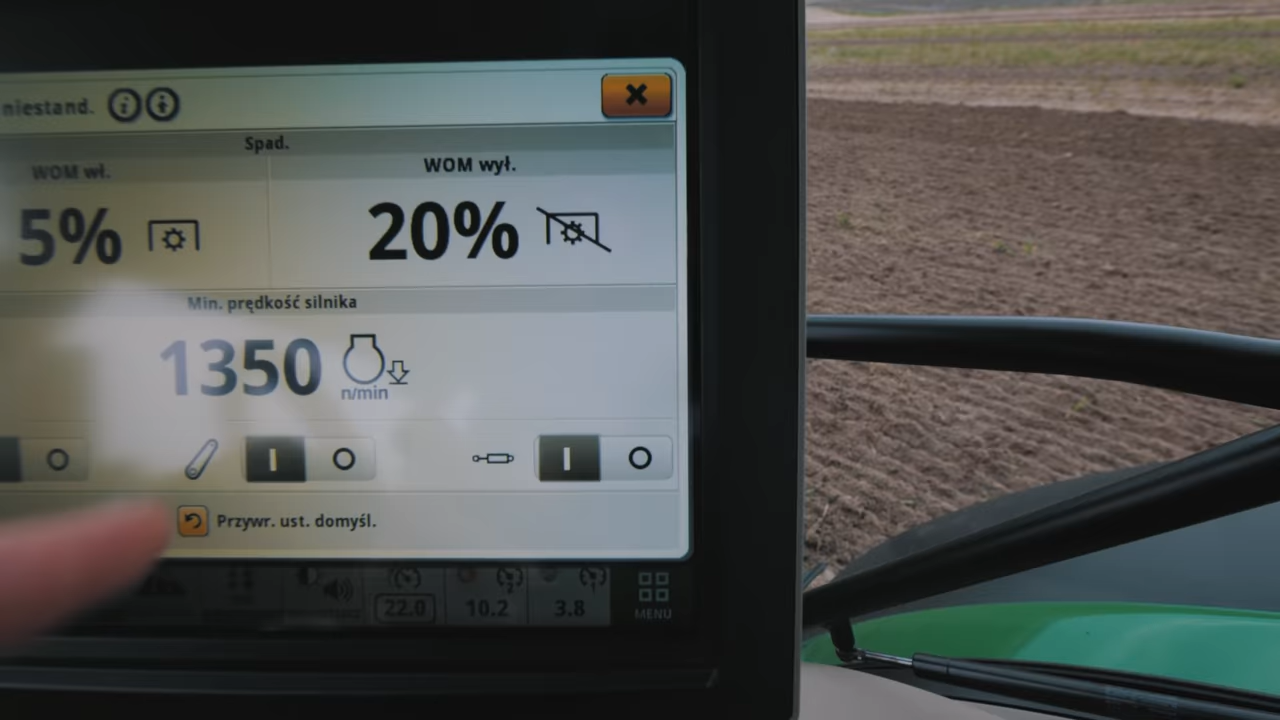 niestand.
Spad.
WOM wł.
WOM wył.
5%
20%
Min. prędkość silnika
1350
n/min
Przywr. ust. domyśl.
22.0
10.2
3.8
MENU